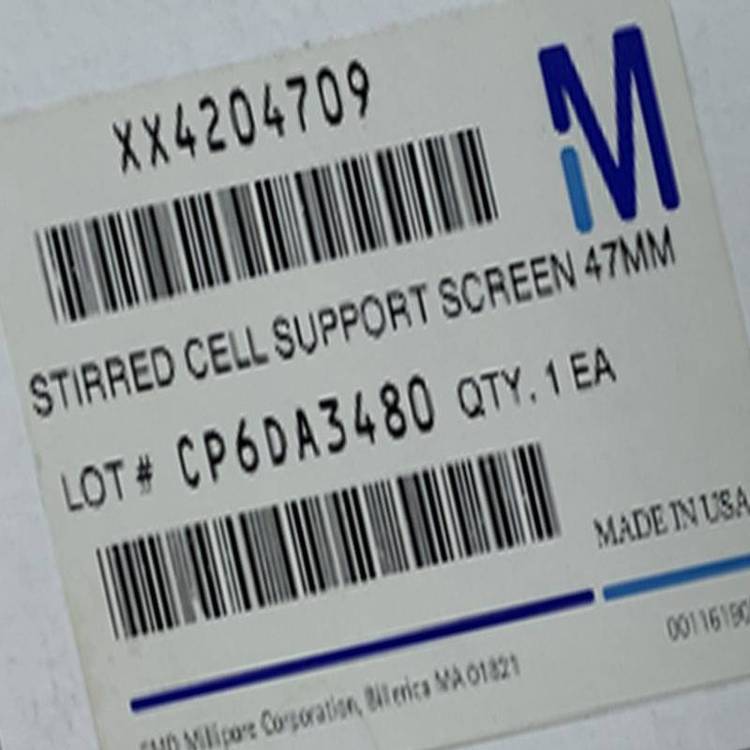 XX4204709
M
STIRRED CELL SUPPORT SCREEN 47MM
LOT # CP6DA3480 QTY. 1 EA
MADE IN USA
0011619
EMD Millipore Corporation, Billerica MA 01821